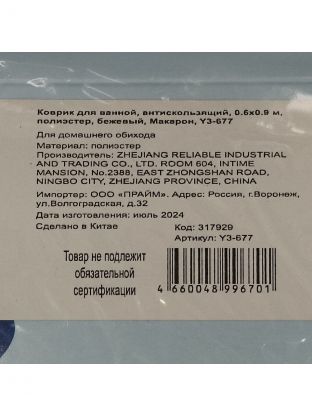 Коврик для ванной, антискользящий, 0.6х0.9 м,
полиэстер, бежевый, Макарон, Y3-677
Для домашнего обихода
Материал: полиэстер
Производитель: ZHEJIANG RELIABLE INDUSTRIAL
AND TRADING CO., LTD. ROOM 604, INTIME
MANSION, No.2388, EAST ZHONGSHAN ROAD,
NINGBO CITY, ZHEJIANG PROVINCE, CHINA
Импортер: ООО «ПРАЙМ». Адрес: Россия, г.Воронеж,
ул.Волгоградская, д.32
Дата изготовления: июль 2024
Сделано в Китае
Код: 317929
Артикул: Y3-677
Товар не подлежит
обязательной
сертификации
4 660048 996701